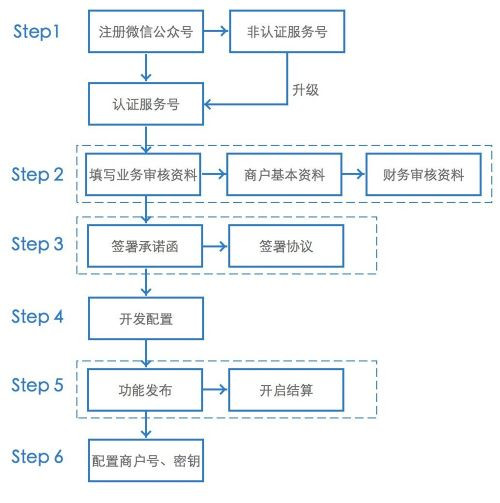 Step1
注册微信公众号
非认证服务号
升级
认证服务号
Step 2
填写业务审核资料
商户基本资料
财务审核资料
Step 3
签署承诺函
签署协议
Step 4
开发配置
Step 5
功能发布
开启结算
Step 6
配置商户号、密钥